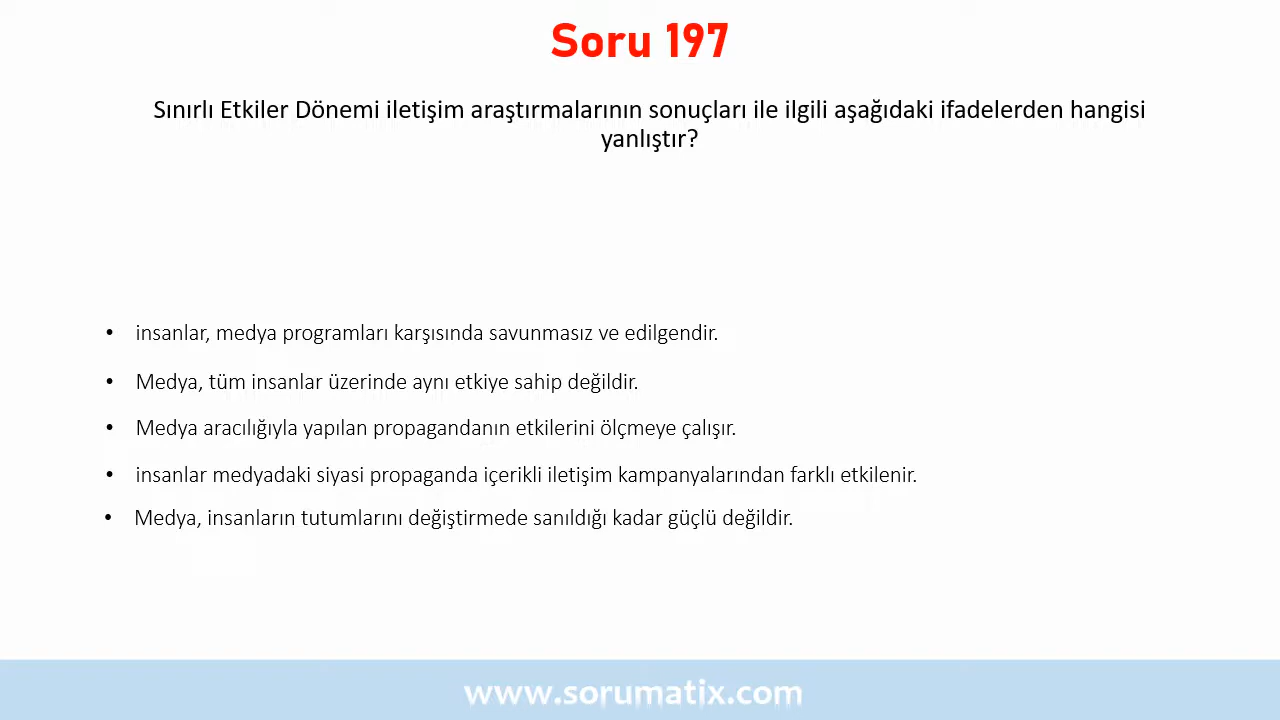 Soru 197
Sınırlı Etkiler Dönemi iletişim araştırmalarının sonuçları ile ilgili aşağıdaki ifadelerden hangisi
yanlıştır?
• insanlar, medya programları karşısında savunmasız ve edilgendir.
• Medya, tüm insanlar üzerinde aynı etkiye sahip değildir.
• Medya aracılığıyla yapılan propagandanın etkilerini ölçmeye çalışır.
• insanlar medyadaki siyasi propaganda içerikli iletişim kampanyalarından farklı etkilenir.
• Medya, insanların tutumlarını değiştirmede sanıldığı kadar güçlü değildir.
www.sorumatix.com